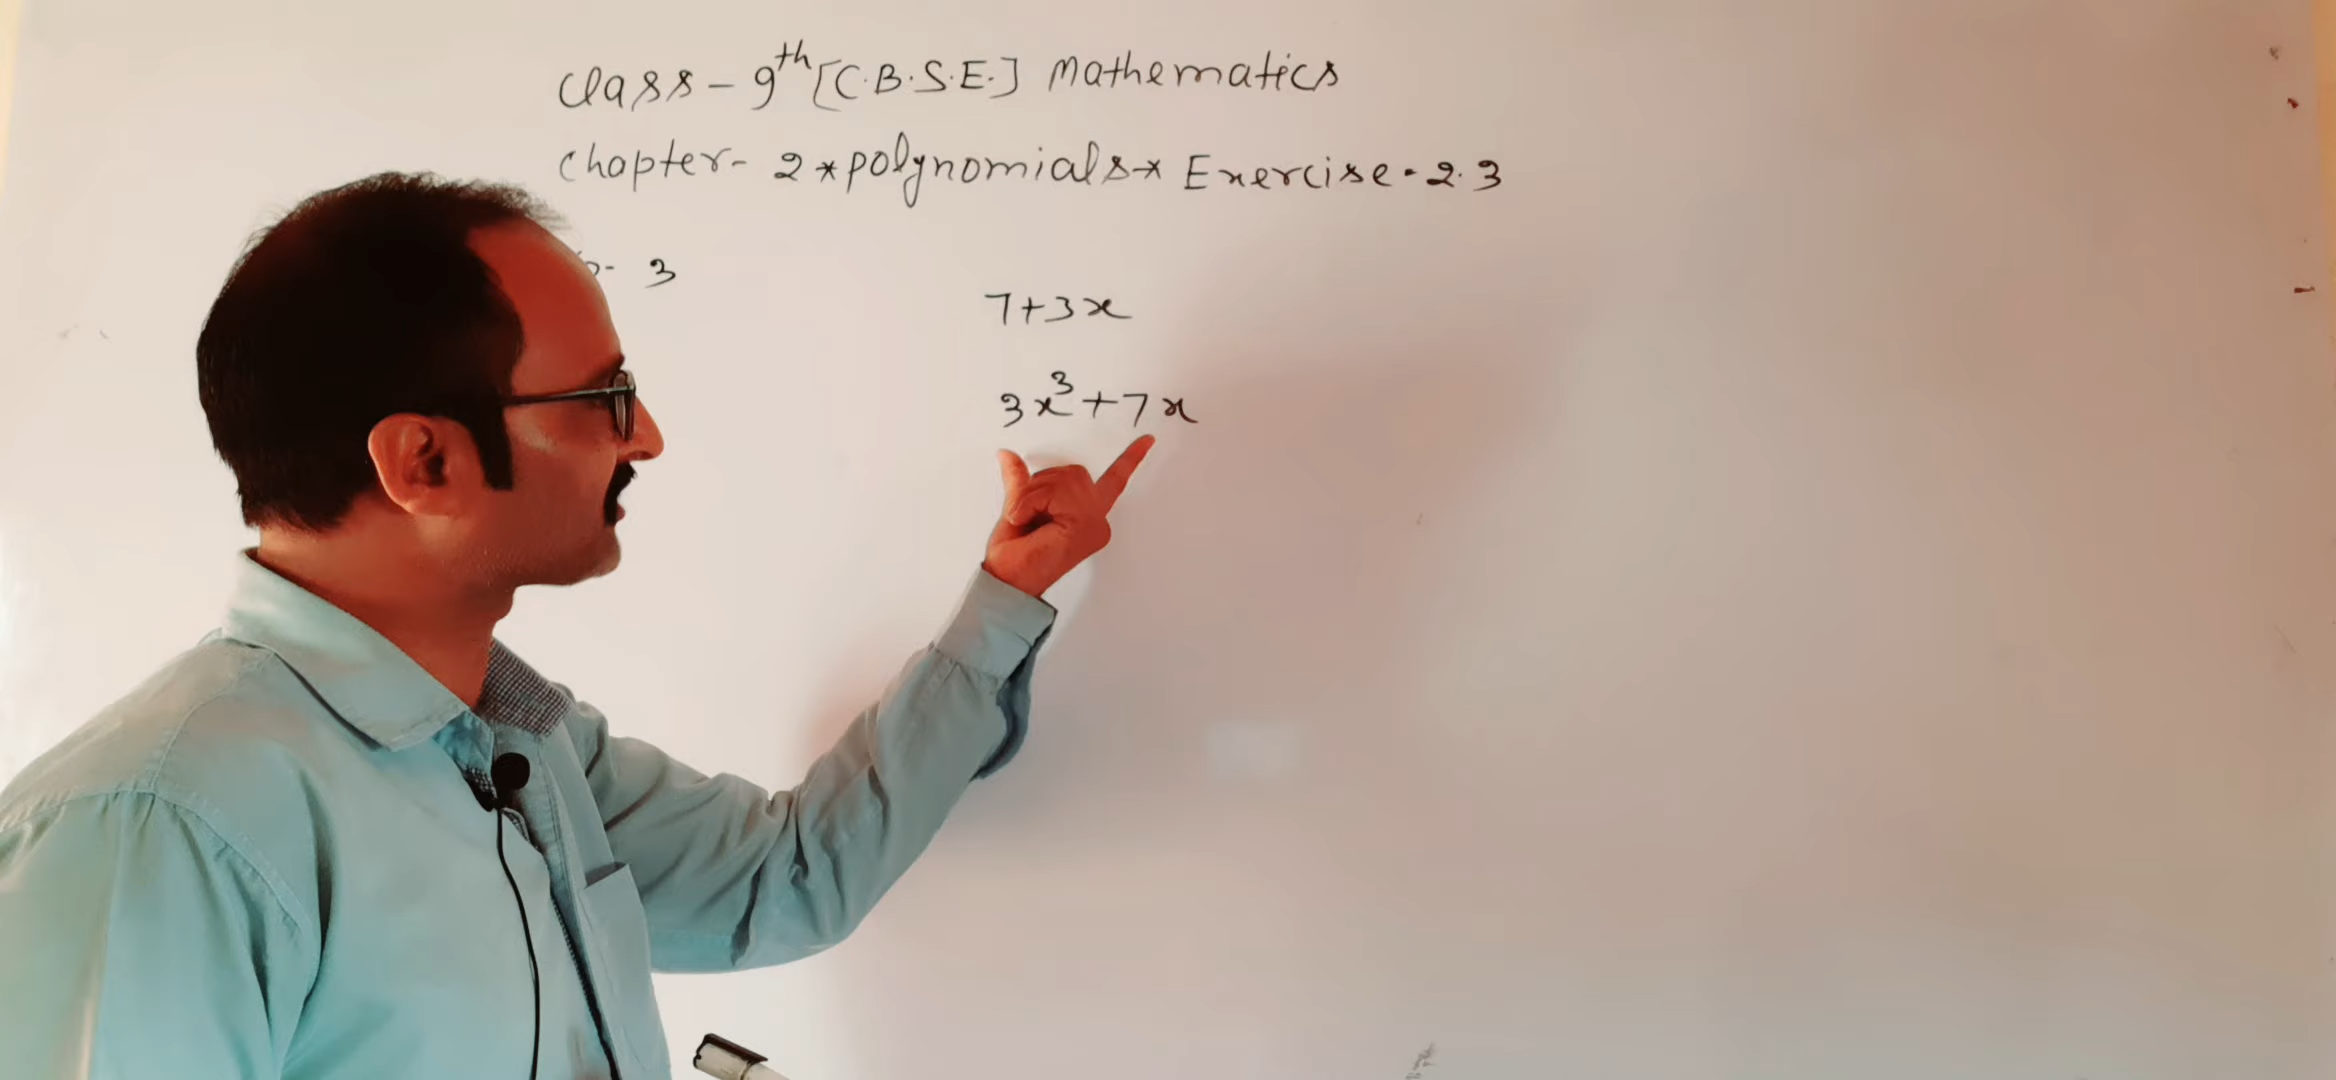 Class - 9th [C.B.S.E.] Mathematics
Chapter - 2 * polynomials * Exercise - 2.3
3
7+3x
3x³+7x